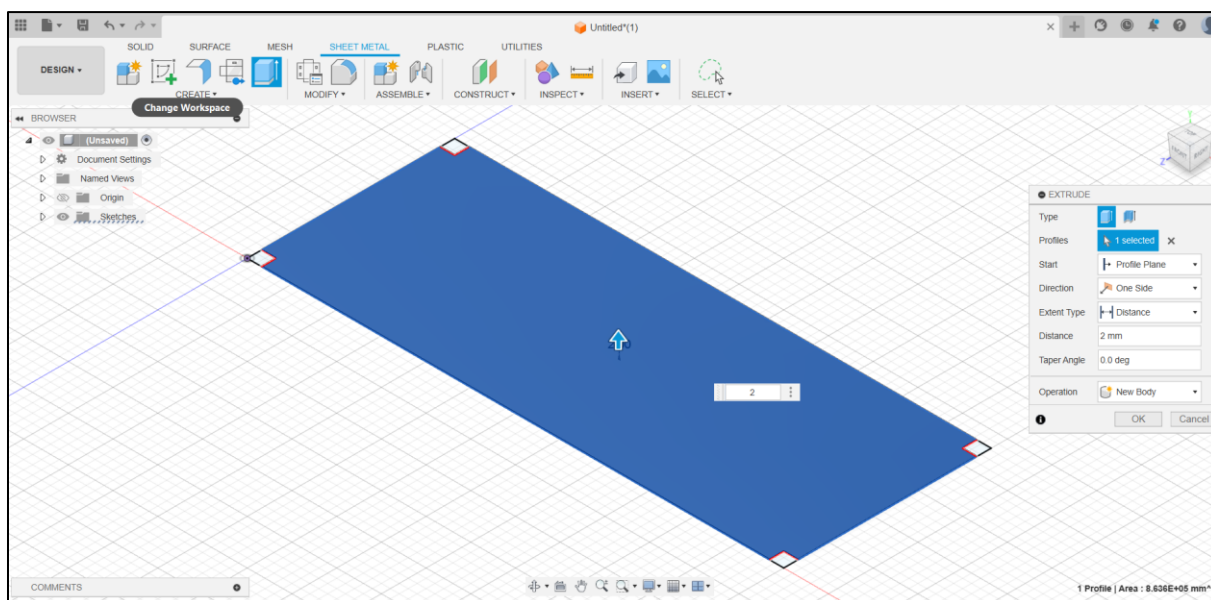 Untitled*(1)
SOLID SURFACE MESH SHEET METAL PLASTIC UTILITIES
DESIGN
CREATE MODIFY ASSEMBLE CONSTRUCT INSPECT INSERT SELECT
Change Workspace
BROWSER
(Unsaved)
Document Settings
Named Views
Origin
Sketches
FRONT RIGHT
Z
EXTRUDE
Type
Profiles 1 selected
Start Profile Plane
Direction One Side
Extent Type Distance
Distance 2 mm
Taper Angle 0.0 deg
Operation New Body
OK Cancel
2
COMMENTS
1 Profile | Area : 8.636E+05 mm^